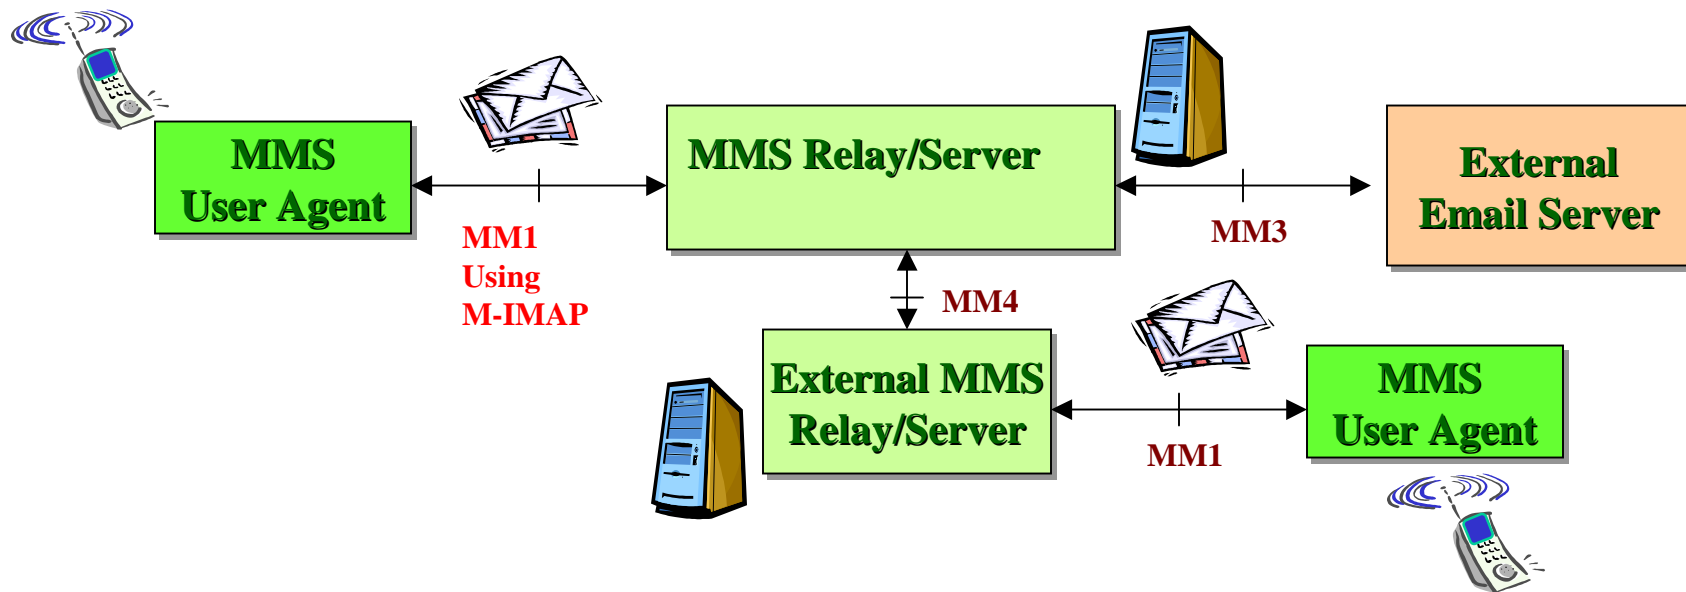 MMS
User Agent
MM1
Using
M-IMAP
MMS Relay/Server
MM3
External
Email Server
MM4
External MMS
Relay/Server
MM1
MMS
User Agent